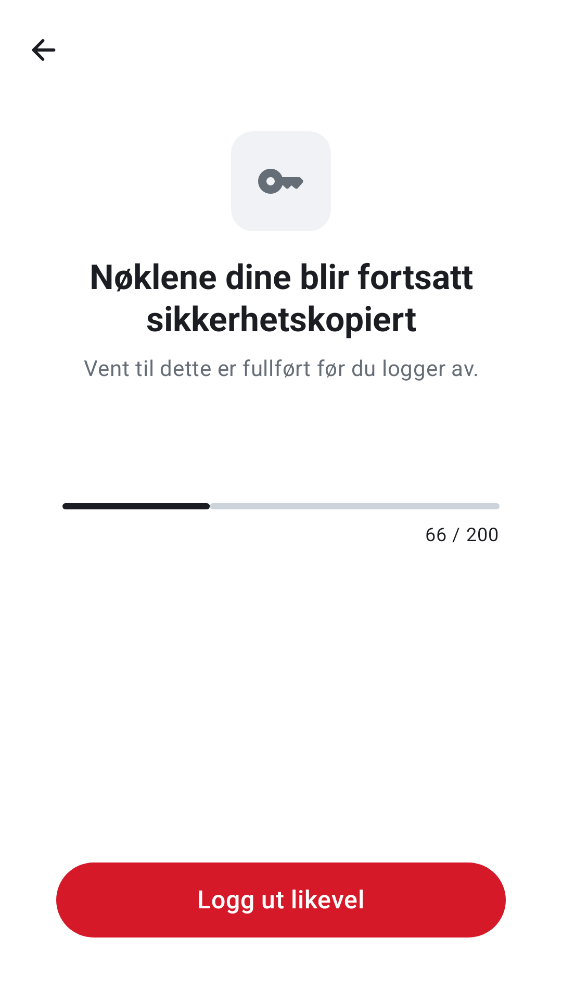 Nøklene dine blir fortsatt
sikkerhetskopiert
Vent til dette er fullført før du logger av.
66 / 200
Logg ut likevel